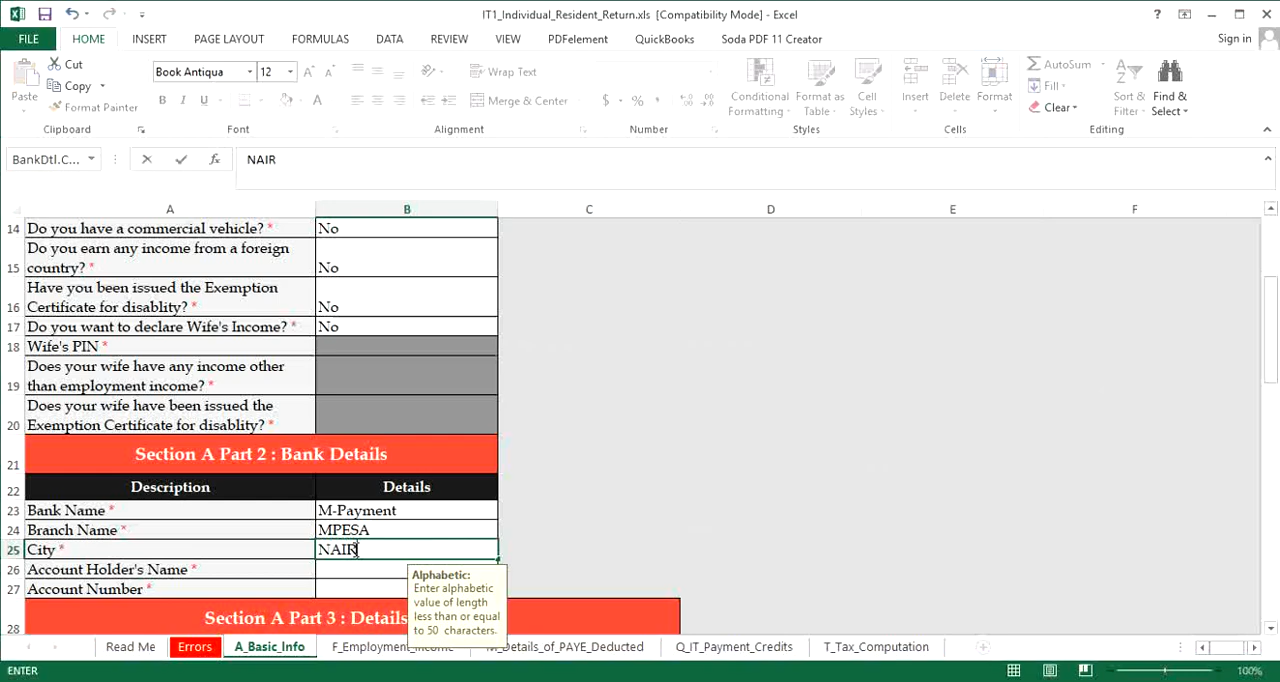 IT1_Individual_Resident_Return.xls [Compatibility Mode] - Excel
?
FILE HOME INSERT PAGE LAYOUT FORMULAS DATA REVIEW VIEW PDFelement QuickBooks Soda PDF 11 Creator Sign in
Paste
Cut
Copy
Format Painter
Clipboard
Book Antiqua 12
B I U
Font
Wrap Text
Merge & Center
Alignment
$ % ,
Number
Conditional Formatting
Format as Table
Cell Styles
Styles
Insert Delete Format
Cells
AutoSum
Fill
Clear
Sort & Filter
Find & Select
Editing
BankDtl.C... fx NAIR
A B C D E F
14 Do you have a commercial vehicle? * No
Do you earn any income from a foreign
15 country? * No
Have you been issued the Exemption
16 Certificate for disablity? * No
17 Do you want to declare Wife's Income? * No
18 Wife's PIN *
Does your wife have any income other
19 than employment income? *
Does your wife have been issued the
20 Exemption Certificate for disablity? *
21 Section A Part 2 : Bank Details
22 Description Details
23 Bank Name * M-Payment
24 Branch Name * MPESA
25 City * NAIR
26 Account Holder's Name *
27 Account Number *
28 Section A Part 3 : Details
Alphabetic:
Enter alphabetic
value of length
less than or equal
to 50 characters.
Read Me Errors A_Basic_Info F_Employment_Income Details_of_PAYE_Deducted Q_IT_Payment_Credits T_Tax_Computation
ENTER 100%